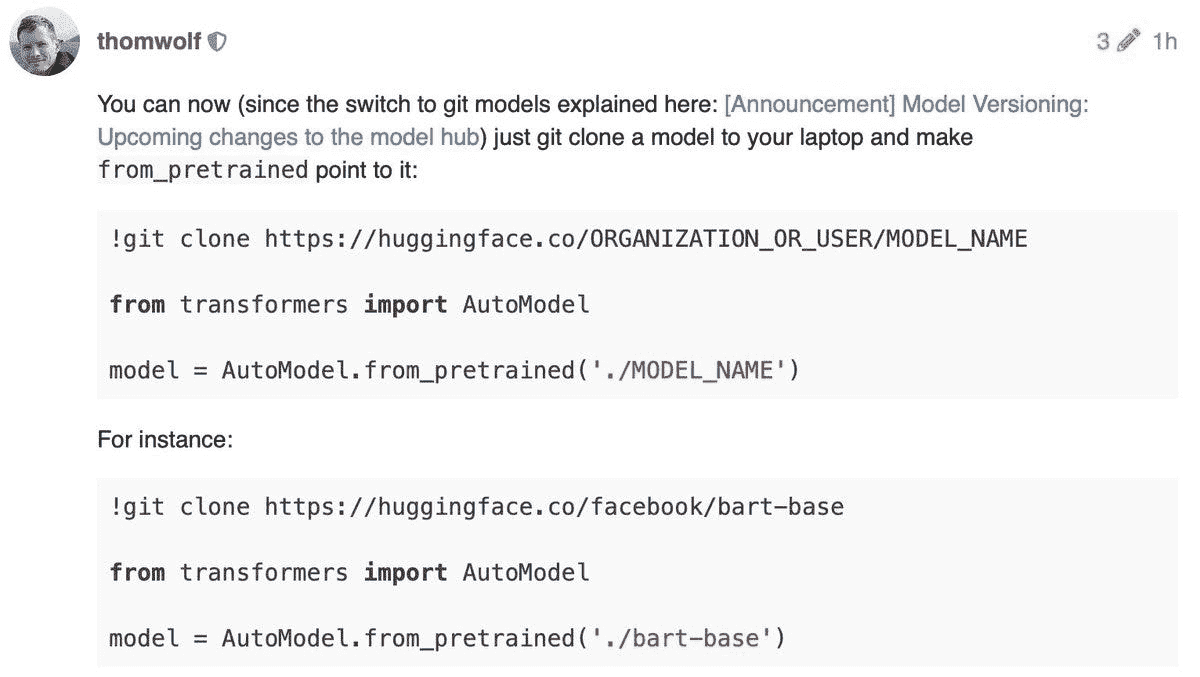 thomwolf
3 1h
You can now (since the switch to git models explained here: [Announcement] Model Versioning:
Upcoming changes to the model hub) just git clone a model to your laptop and make
from_pretrained point to it:
!git clone https://huggingface.co/ORGANIZATION_OR_USER/MODEL_NAME
from transformers import AutoModel
model = AutoModel.from_pretrained('./MODEL_NAME')
For instance:
!git clone https://huggingface.co/facebook/bart-base
from transformers import AutoModel
model = AutoModel.from_pretrained('./bart-base')